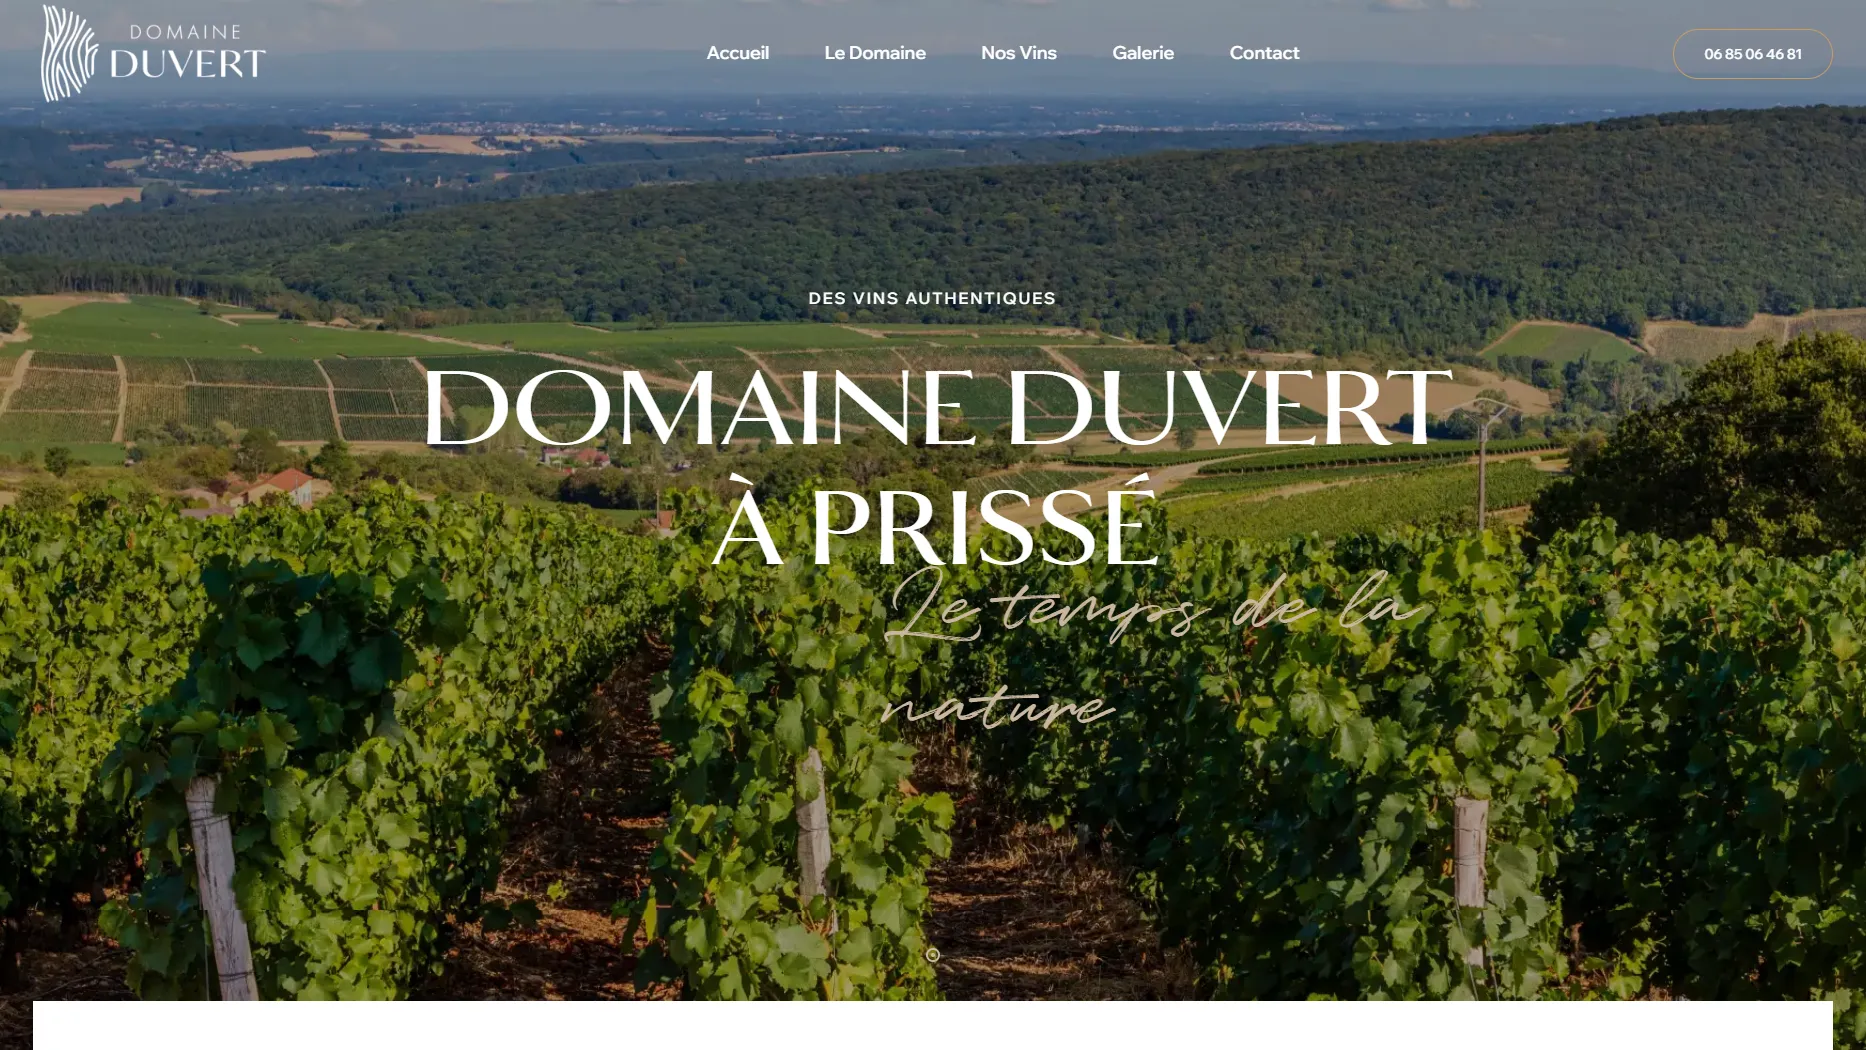 DOMAINE
DUVERT
Accueil
Le Domaine
Nos Vins
Galerie
Contact
06 85 06 46 81
DES VINS AUTHENTIQUES
DOMAINE DUVERT
À PRISSÉ
Le temps de la
nature